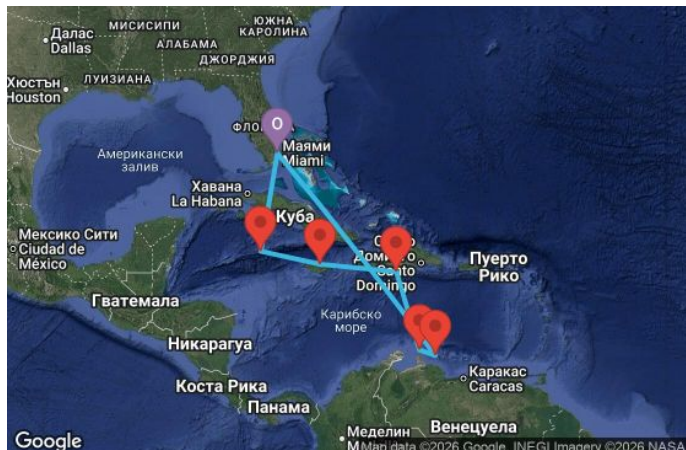 Далас
Dallas
МИСИСИПИ
АЛАБАМА
ЮЖНА
КАРОЛИНА
ДЖОРДЖИЯ
Хюстън
Houston
ЛУИЗИАНА
O
Маями
Miami
Американски
залив
Хавана
La Habana
Куба
Мексико Сити
Ciudad de
México
Santo
Domingo
Пуерто
Рико
Гватемала
Карибско
море
Никарагуа
Каракас
Caracas
Коста Рика
Панама
Венецуела
Меделин
Google
Map data ©2026 Google, INEGI Imagery ©2026 NASA